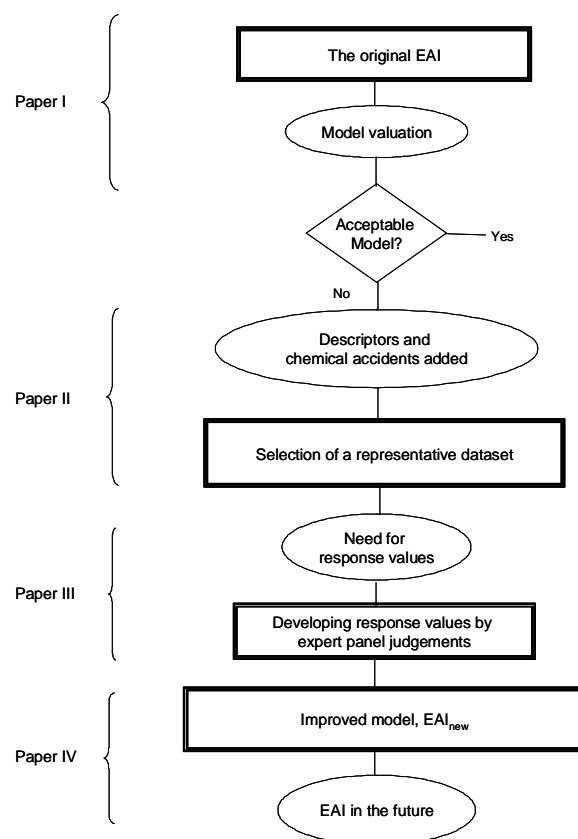 The original EAI
Paper I
Model valuation
Acceptable
Model?
Yes
No
Descriptors and
chemical accidents added
Paper II
Selection of a representative dataset
Need for
response values
Paper III
Developing response values by
expert panel judgements
Improved model, EAInew
Paper IV
EAI in the future